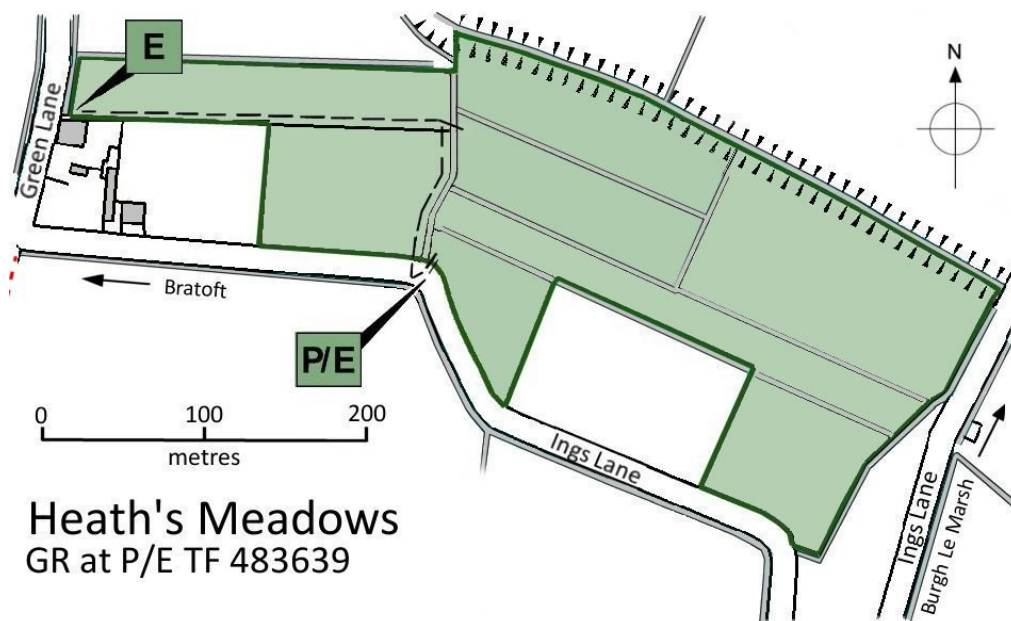 E
N
Green Lane
Bratoft
P/E
0 100 200
metres
Ings Lane
Ings Lane
Burgh Le Marsh
Heath's Meadows
GR at P/E TF 483639